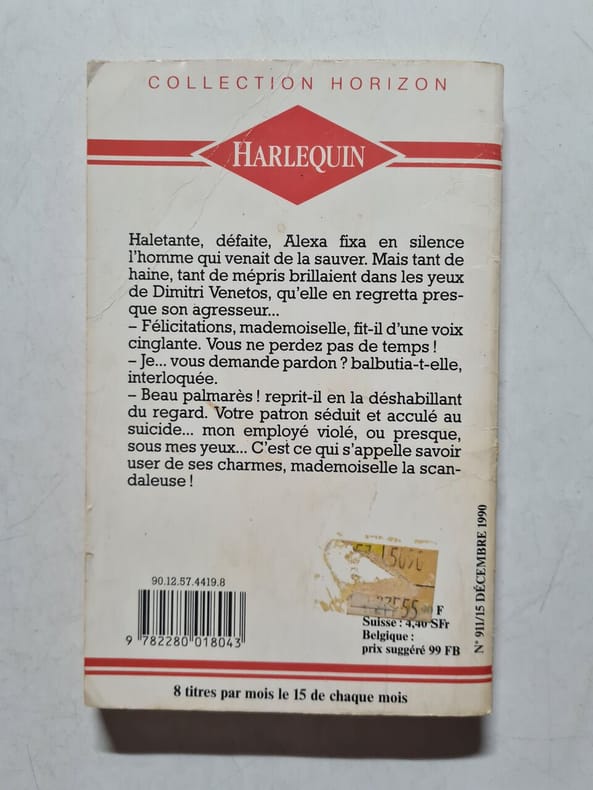 COLLECTION HORIZON
HARLEQUIN
Haletante, défaite, Alexa fixa en silence
l'homme qui venait de la sauver. Mais tant de
haine, tant de mépris brillaient dans les yeux
de Dimitri Venetos, qu'elle en regretta pres-
que son agresseur...
– Félicitations, mademoiselle, fit-il d'une voix
cinglante. Vous ne perdez pas de temps !
– Je... vous demande pardon ? balbutia-t-elle,
interloquée.
– Beau palmarès ! reprit-il en la déshabillant
du regard. Votre patron séduit et acculé au
suicide... mon employé violé, ou presque,
sous mes yeux... C'est ce qui s'appelle savoir
user de ses charmes, mademoiselle la scan-
daleuse !
90.12.57.4419.8
9 782280 018043
F
Suisse : 4,40 SFr
Belgique :
prix suggéré 99 FB
N° 911/15 DÉCEMBRE 1990
8 titres par mois le 15 de chaque mois